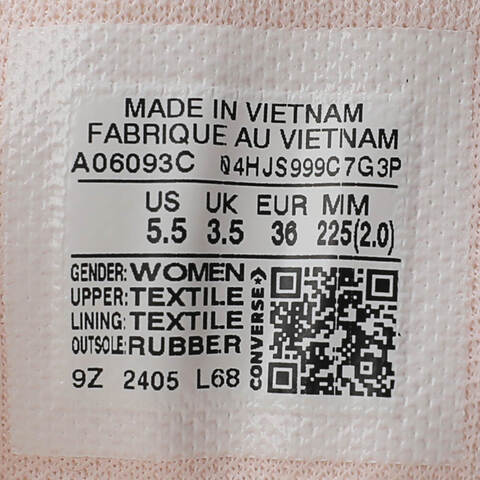 MADE IN VIETNAM
FABRIQUE AU VIETNAM
A06093C 04HJS999C7G3P
US UK EUR MM
5.5 3.5 36 225(2.0)
GENDER: WOMEN
UPPER: TEXTILE
LINING: TEXTILE
OUTSOLE: RUBBER
CONVERSE
9Z 2405 L68